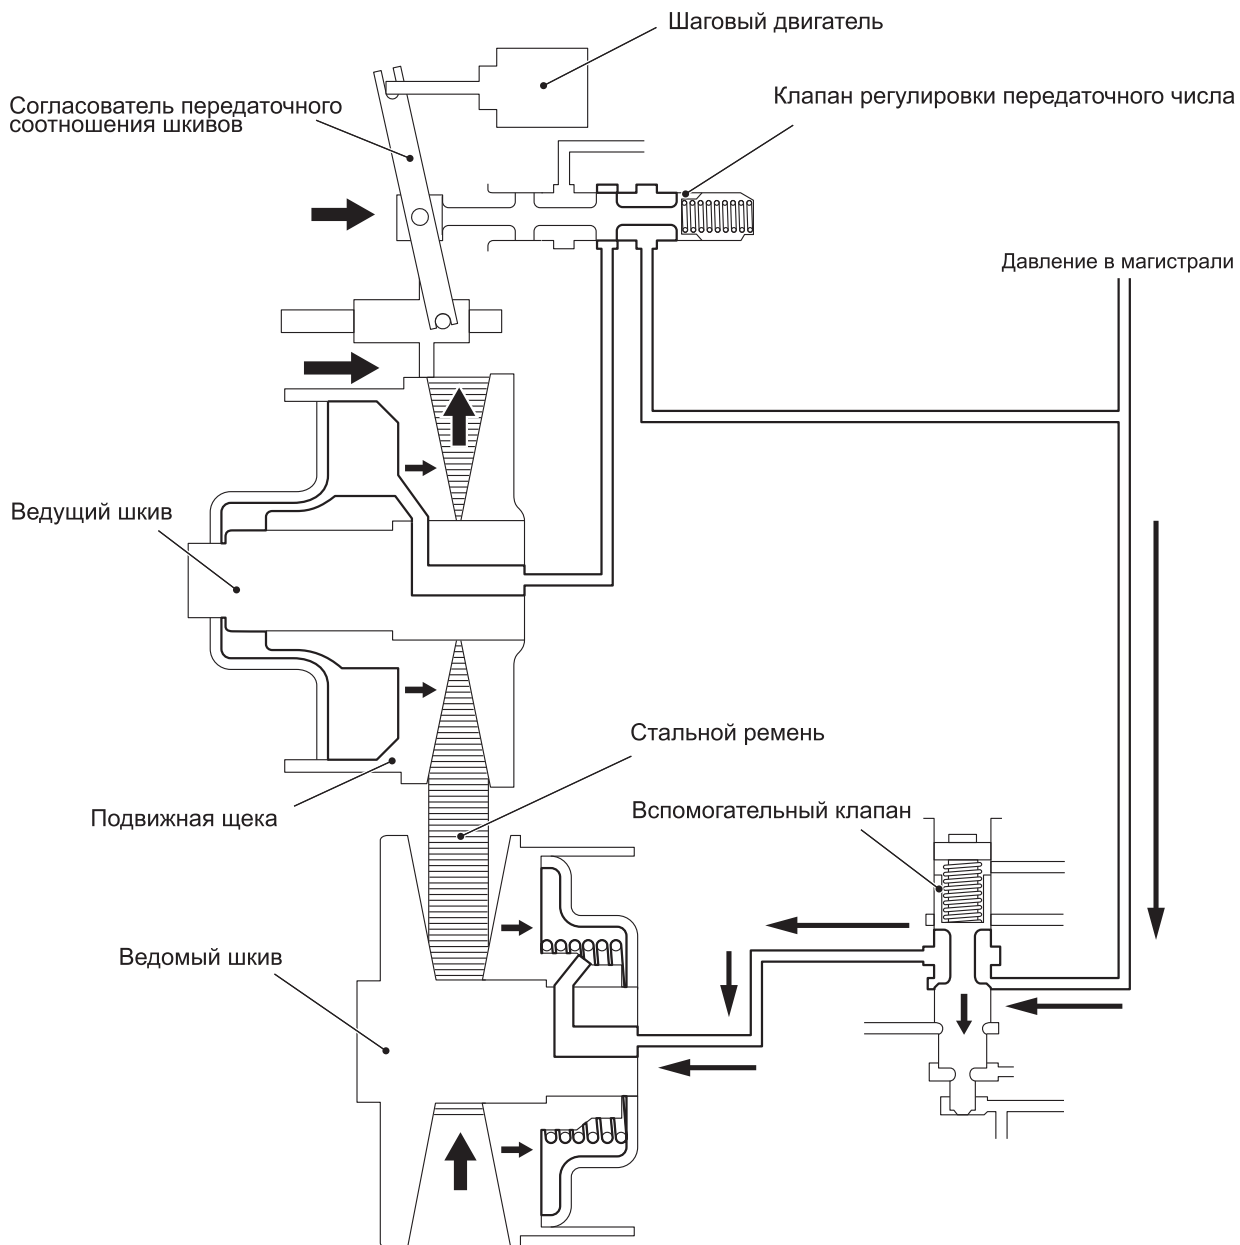 Шаговый двигатель
Согласователь передаточного
соотношения шкивов
Клапан регулировки передаточного числа
Давление в магистрали
Ведущий шкив
Стальной ремень
Подвижная щека
Вспомогательный клапан
Ведомый шкив